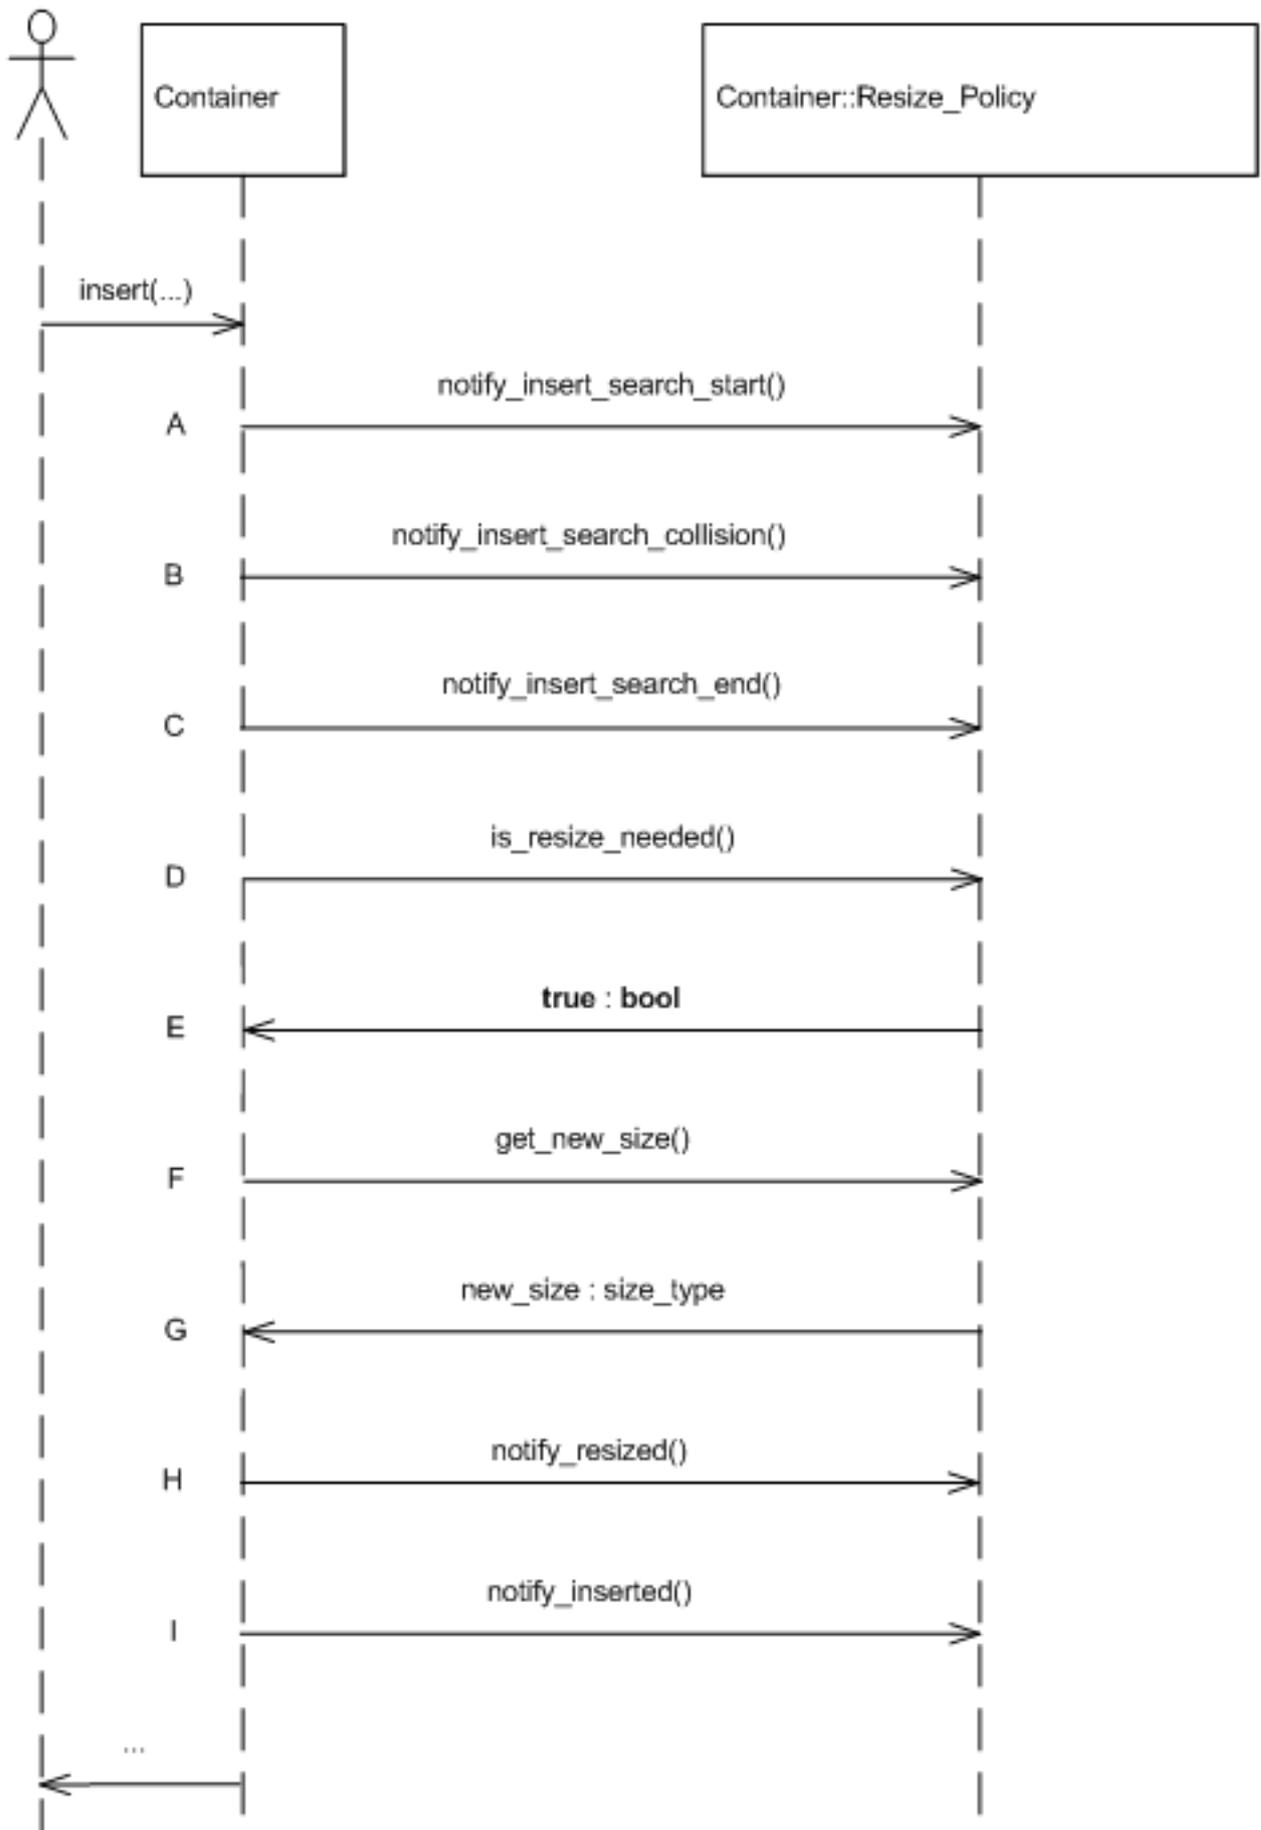 Container
Container::Resize_Policy
insert(...)
notify_insert_search_start()
A
notify_insert_search_collision()
B
notify_insert_search_end()
C
is_resize_needed()
D
true : bool
E
get_new_size()
F
new_size : size_type
G
notify_resized()
H
notify_inserted()
I
...